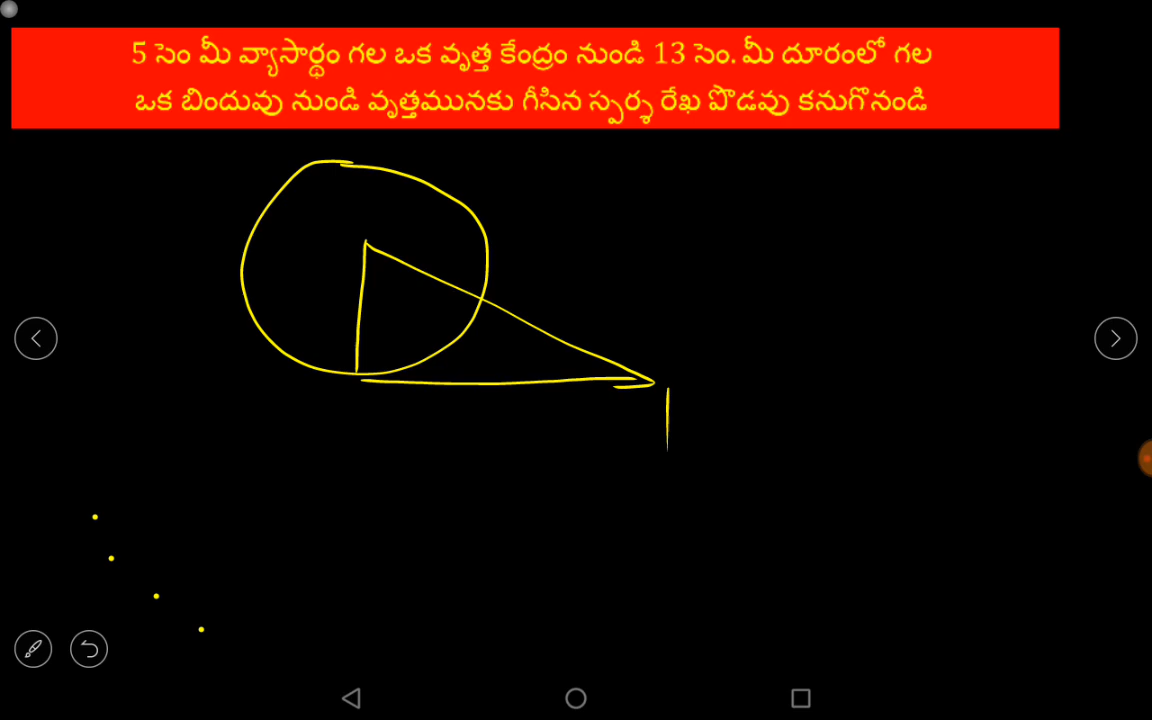 5 సెం మీ వ్యాసార్థం గల ఒక వృత్త కేంద్రం నుండి 13 సెం. మీ దూరంలో గల
ఒక బిందువు నుండి వృత్తమునకు గీసిన స్పర్శ రేఖ పొడవు కనుగొనండి